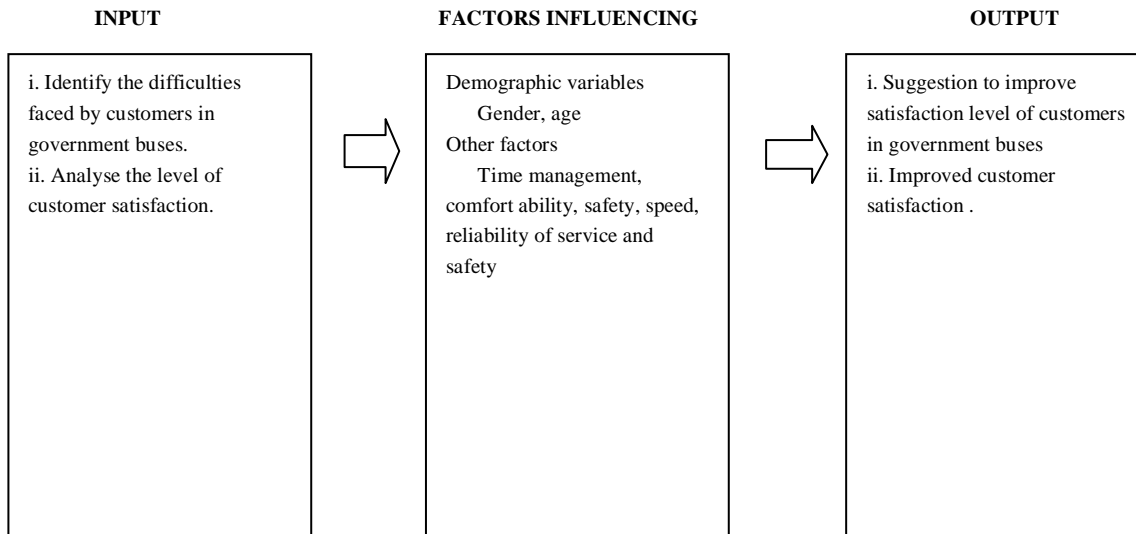 INPUT
FACTORS INFLUENCING
OUTPUT
i. Identify the difficulties
faced by customers in
government buses.
ii. Analyse the level of
customer satisfaction.
Demographic variables
Gender, age
Other factors
Time management,
comfort ability, safety, speed,
reliability of service and
safety
i. Suggestion to improve
satisfaction level of customers
in government buses
ii. Improved customer
satisfaction .